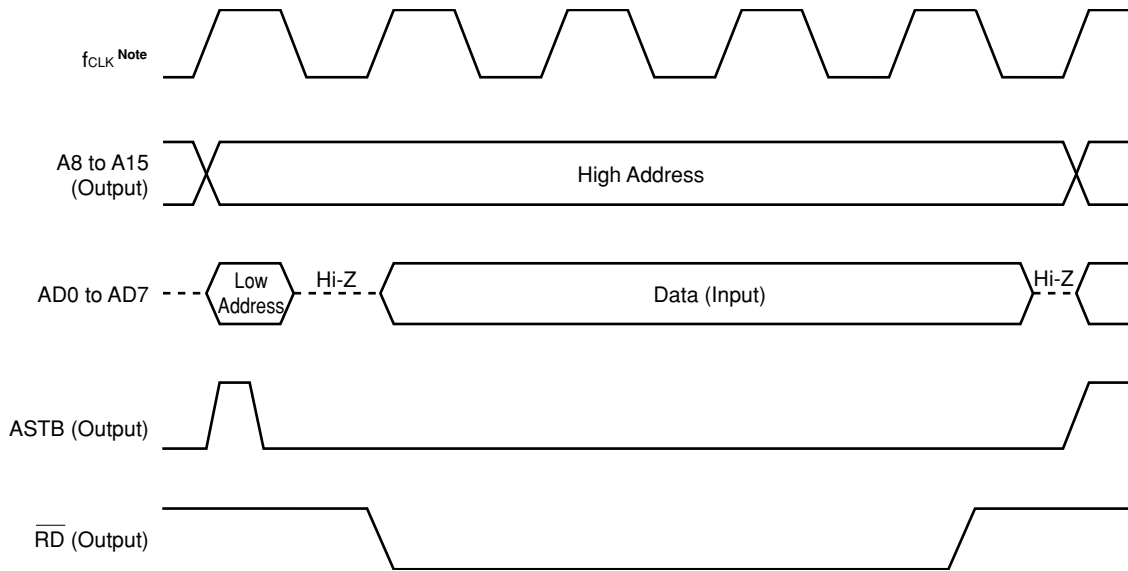 fCLK Note
A8 to A15
(Output)
High Address
AD0 to AD7
Low
Address
Hi-Z
Data (Input)
Hi-Z
ASTB (Output)
RD (Output)